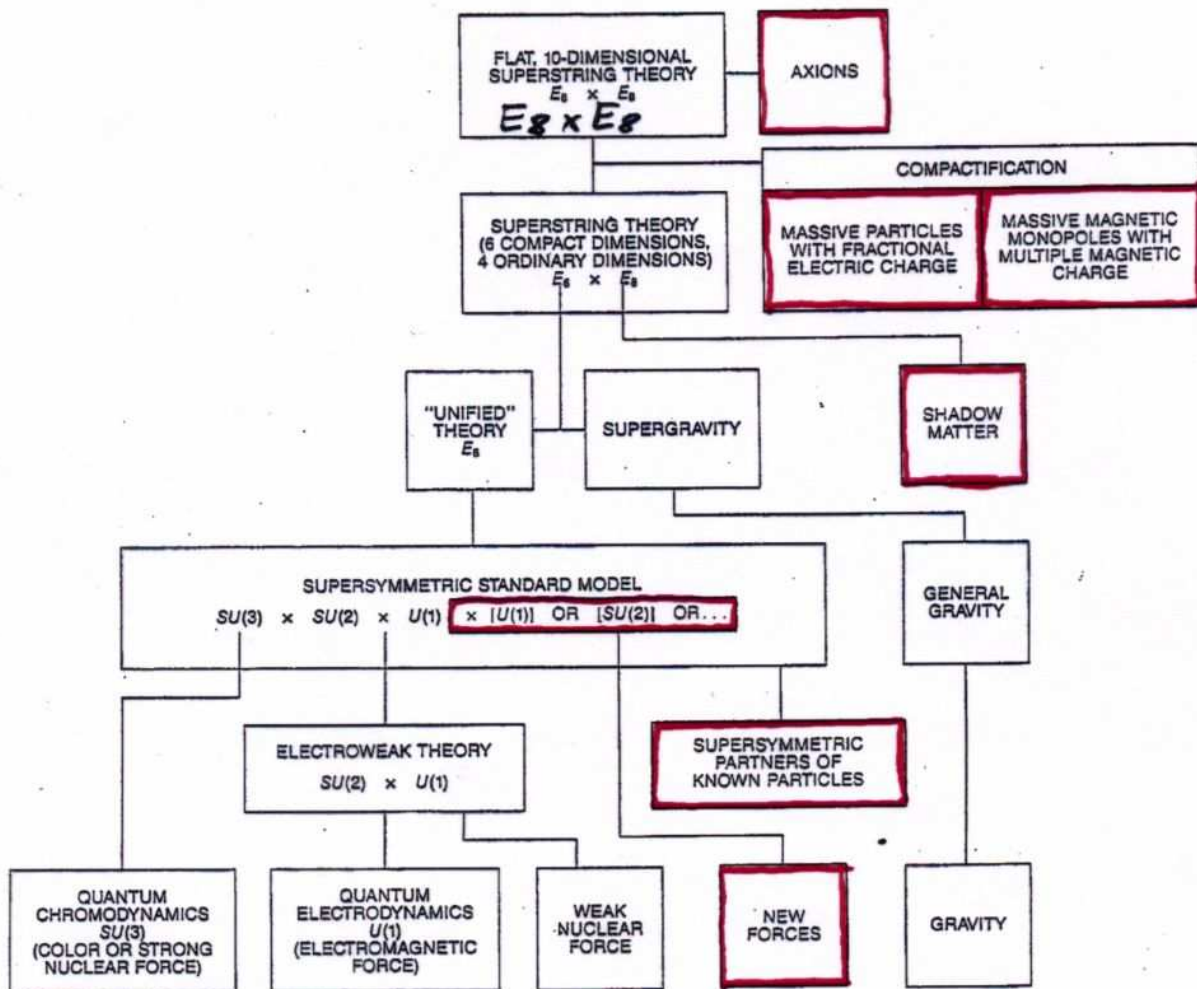 FLAT, 10-DIMENSIONAL
SUPERSTRING THEORY
E₈ × E₈
E8 x E8
AXIONS
COMPACTIFICATION
MASSIVE PARTICLES
WITH FRACTIONAL
ELECTRIC CHARGE
MASSIVE MAGNETIC
MONOPOLES WITH
MULTIPLE MAGNETIC
CHARGE
SUPERSTRING THEORY
(6 COMPACT DIMENSIONS,
4 ORDINARY DIMENSIONS)
E₆ × E₈
"UNIFIED"
THEORY
E₆
SUPERGRAVITY
SHADOW
MATTER
SUPERSYMMETRIC STANDARD MODEL
SU(3) × SU(2) × U(1) × [U(1)] OR [SU(2)] OR...
GENERAL
GRAVITY
ELECTROWEAK THEORY
SU(2) × U(1)
SUPERSYMMETRIC
PARTNERS OF
KNOWN PARTICLES
QUANTUM
CHROMODYNAMICS
SU(3)
(COLOR OR STRONG
NUCLEAR FORCE)
QUANTUM
ELECTRODYNAMICS
U(1)
(ELECTROMAGNETIC
FORCE)
WEAK
NUCLEAR
FORCE
NEW
FORCES
GRAVITY